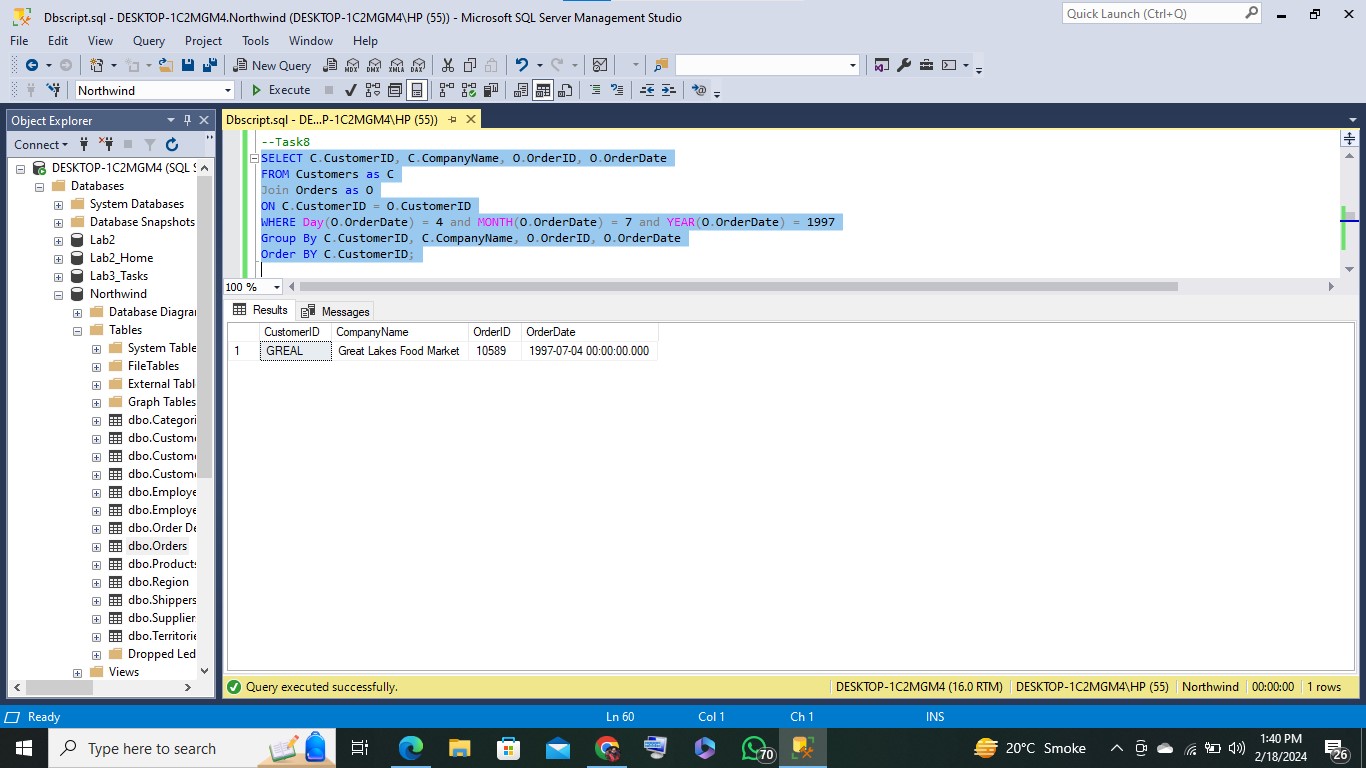 Dbscript.sql - DESKTOP-1C2MGM4.Northwind (DESKTOP-1C2MGM4\HP (55)) - Microsoft SQL Server Management Studio
Quick Launch (Ctrl+Q)
File Edit View Query Project Tools Window Help
New Query
MDX DMX XMLA DAX
Northwind
Execute
Object Explorer
Dbscript.sql - DE...P-1C2MGM4\HP (55))
Connect
DESKTOP-1C2MGM4 (SQL S
Databases
System Databases
Database Snapshots
Lab2
Lab2_Home
Lab3_Tasks
Northwind
Database Diagra
Tables
System Table
FileTables
External Tabl
Graph Tables
dbo.Categori
dbo.Custome
dbo.Custome
dbo.Custome
dbo.Employe
dbo.Employe
dbo.Order De
dbo.Orders
dbo.Products
dbo.Region
dbo.Shippers
dbo.Supplier
dbo.Territorie
Dropped Led
Views
--Task8
SELECT C.CustomerID, C.CompanyName, O.OrderID, O.OrderDate
FROM Customers as C
Join Orders as O
ON C.CustomerID = O.CustomerID
WHERE Day(O.OrderDate) = 4 and MONTH(O.OrderDate) = 7 and YEAR(O.OrderDate) = 1997
Group By C.CustomerID, C.CompanyName, O.OrderID, O.OrderDate
Order BY C.CustomerID;
100 %
Results Messages
CustomerID CompanyName OrderID OrderDate
1 GREAL Great Lakes Food Market 10589 1997-07-04 00:00:00.000
Query executed successfully.
DESKTOP-1C2MGM4 (16.0 RTM) DESKTOP-1C2MGM4\HP (55) Northwind 00:00:00 1 rows
Ready
Ln 60 Col 1 Ch 1 INS
Type here to search
70
20°C Smoke
1:40 PM
2/18/2024
26